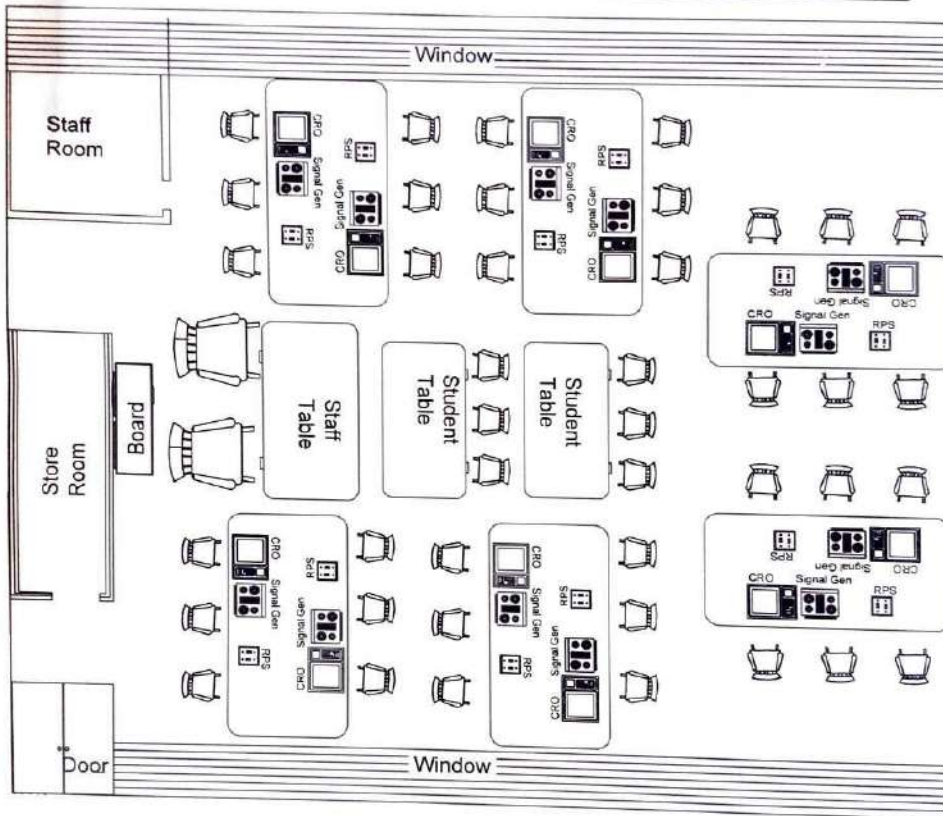 Window
Staff
Room
CRO
Signal Gen
RPS
RPS
Signal Gen
CRO
CRO
Signal Gen
RPS
RPS
Signal Gen
CRO
RPS
Signal Gen
CRO
CRO
Signal Gen
RPS
Store
Room
Board
Staff
Table
Student
Table
Student
Table
CRO
Signal Gen
RPS
RPS
Signal Gen
CRO
CRO
Signal Gen
RPS
RPS
Signal Gen
CRO
RPS
Signal Gen
CRO
CRO
Signal Gen
RPS
Door
Window